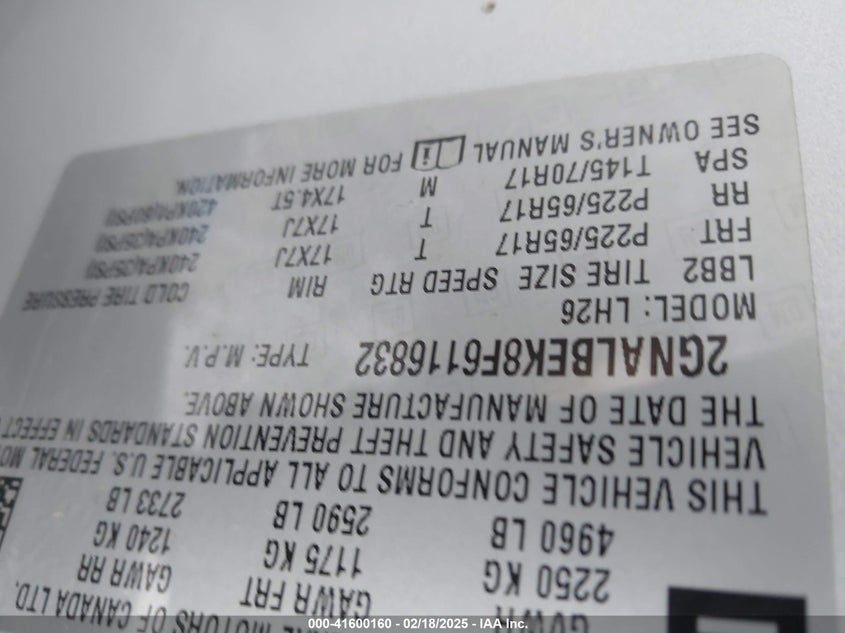 MOTORS OF CANADA LTD.
GVWR GAWR FRT GAWR RR
2250 KG 1175 KG 1240 KG
4960 LB 2590 LB 2733 LB
THIS VEHICLE CONFORMS TO ALL APPLICABLE U.S. FEDERAL
VEHICLE SAFETY AND THEFT PREVENTION STANDARDS IN EFFECT
THE DATE OF MANUFACTURE SHOWN ABOVE.
2GNALBEK8F6116832 TYPE: M.P.V.
MODEL: LH26
LBB2 TIRE SIZE SPEED RTG RIM COLD TIRE PRESSURE
FRT P225/65R17 T 17X7J 240KPA(35PSI)
RR P225/65R17 T 17X7J 240KPA(35PSI)
SPA T145/70R17 M 17X4.5T 420KPA(60PSI)
SEE OWNER'S MANUAL i FOR MORE INFORMATION.
000-41600160 - 02/18/2025 - IAA Inc.